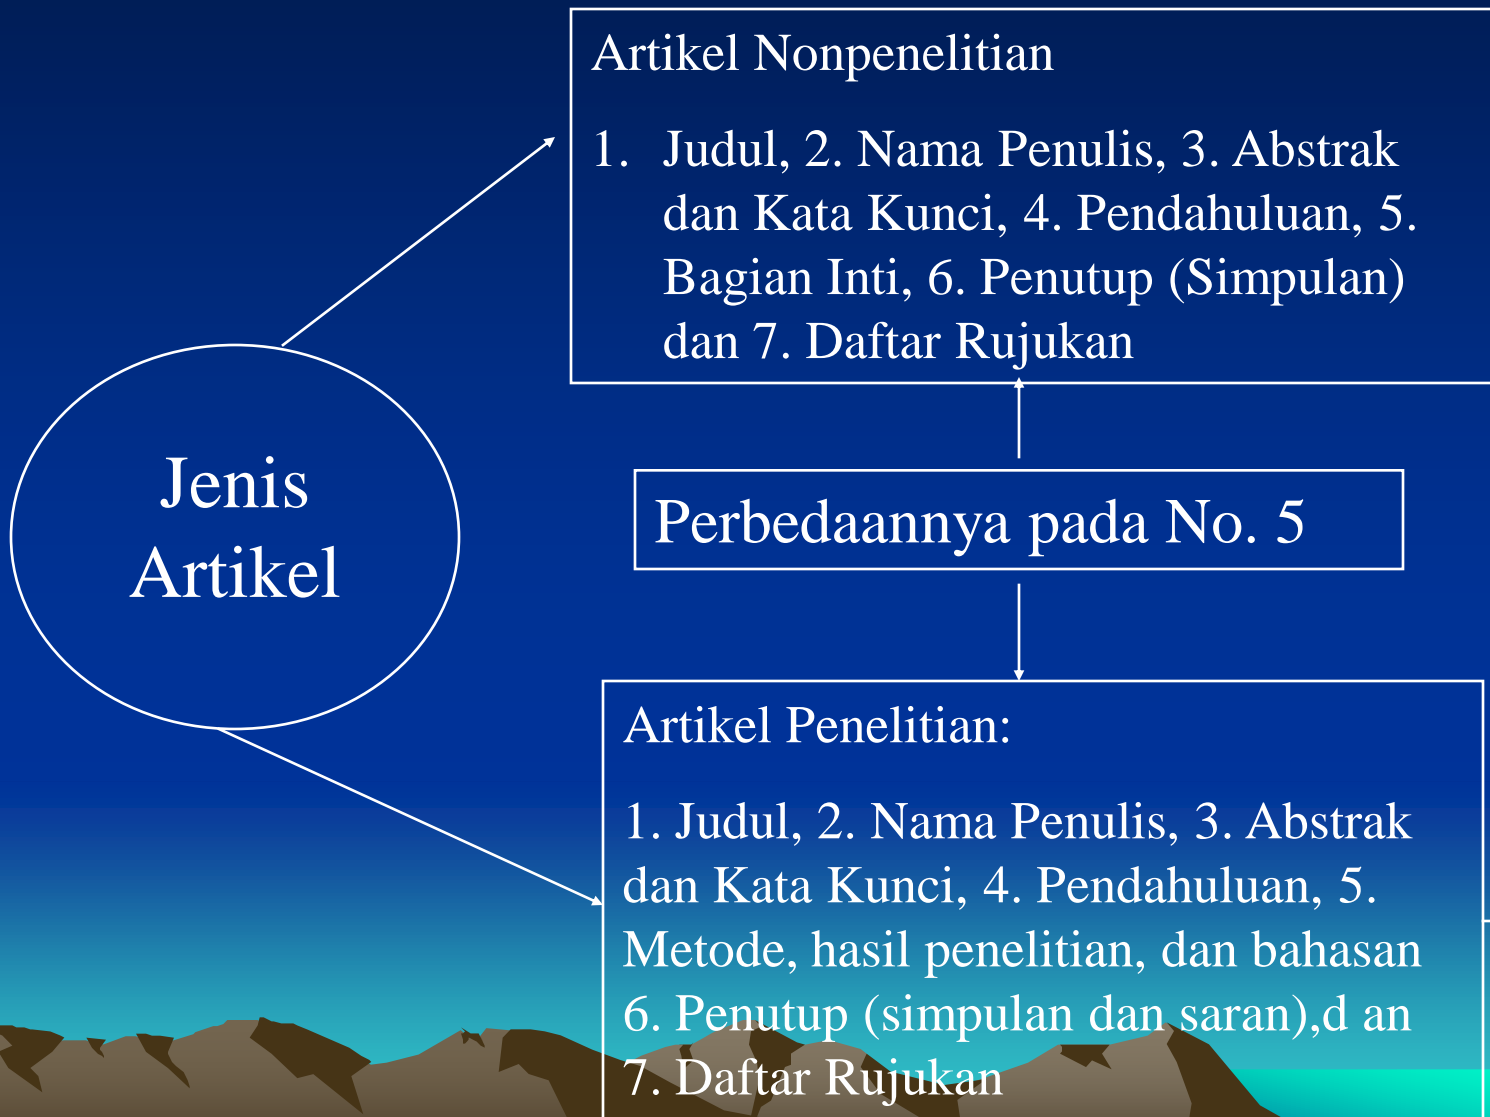 Artikel Nonpenelitian
1. Judul, 2. Nama Penulis, 3. Abstrak
dan Kata Kunci, 4. Pendahuluan, 5.
Bagian Inti, 6. Penutup (Simpulan)
dan 7. Daftar Rujukan
Jenis
Artikel
Perbedaannya pada No. 5
Artikel Penelitian:
1. Judul, 2. Nama Penulis, 3. Abstrak
dan Kata Kunci, 4. Pendahuluan, 5.
Metode, hasil penelitian, dan bahasan
6. Penutup (simpulan dan saran),d an
7. Daftar Rujukan